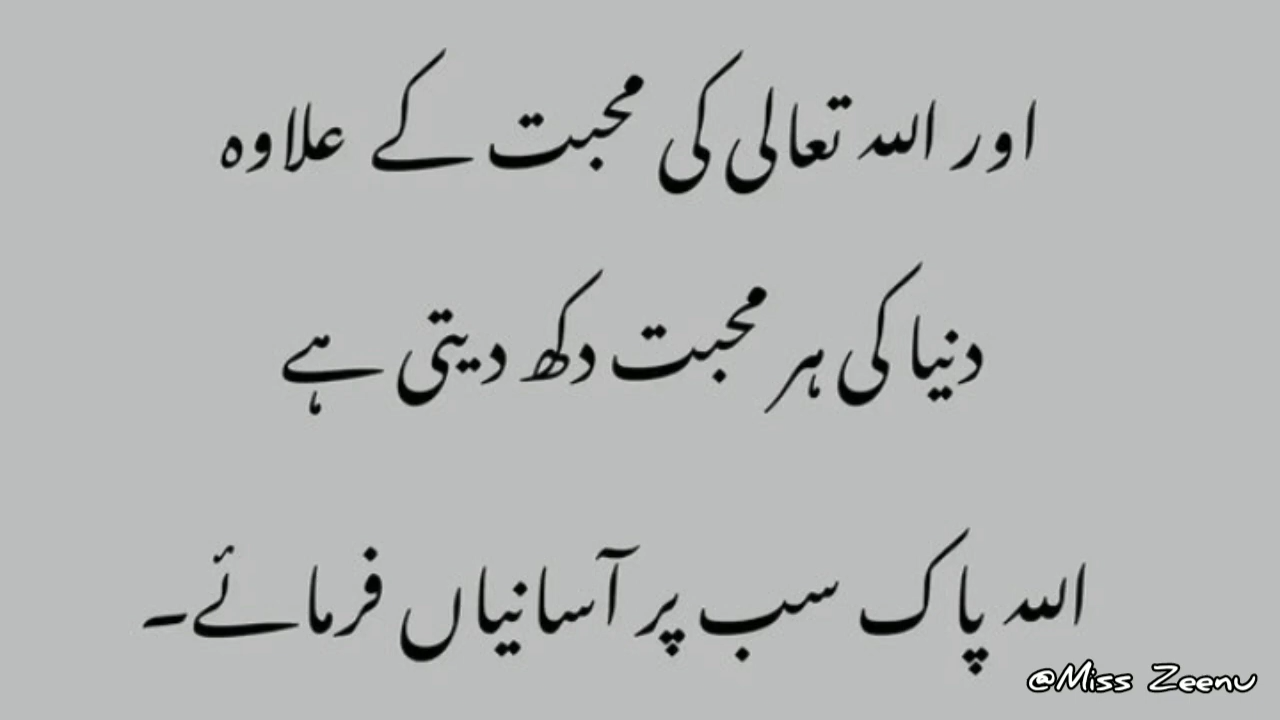 اور اللہ تعالی کی محبت کے علاوہ
دنیا کی ہر محبت دکھ دیتی ہے
اللہ پاک سب پر آسانیاں فرمائے۔
@Miss Zeenu